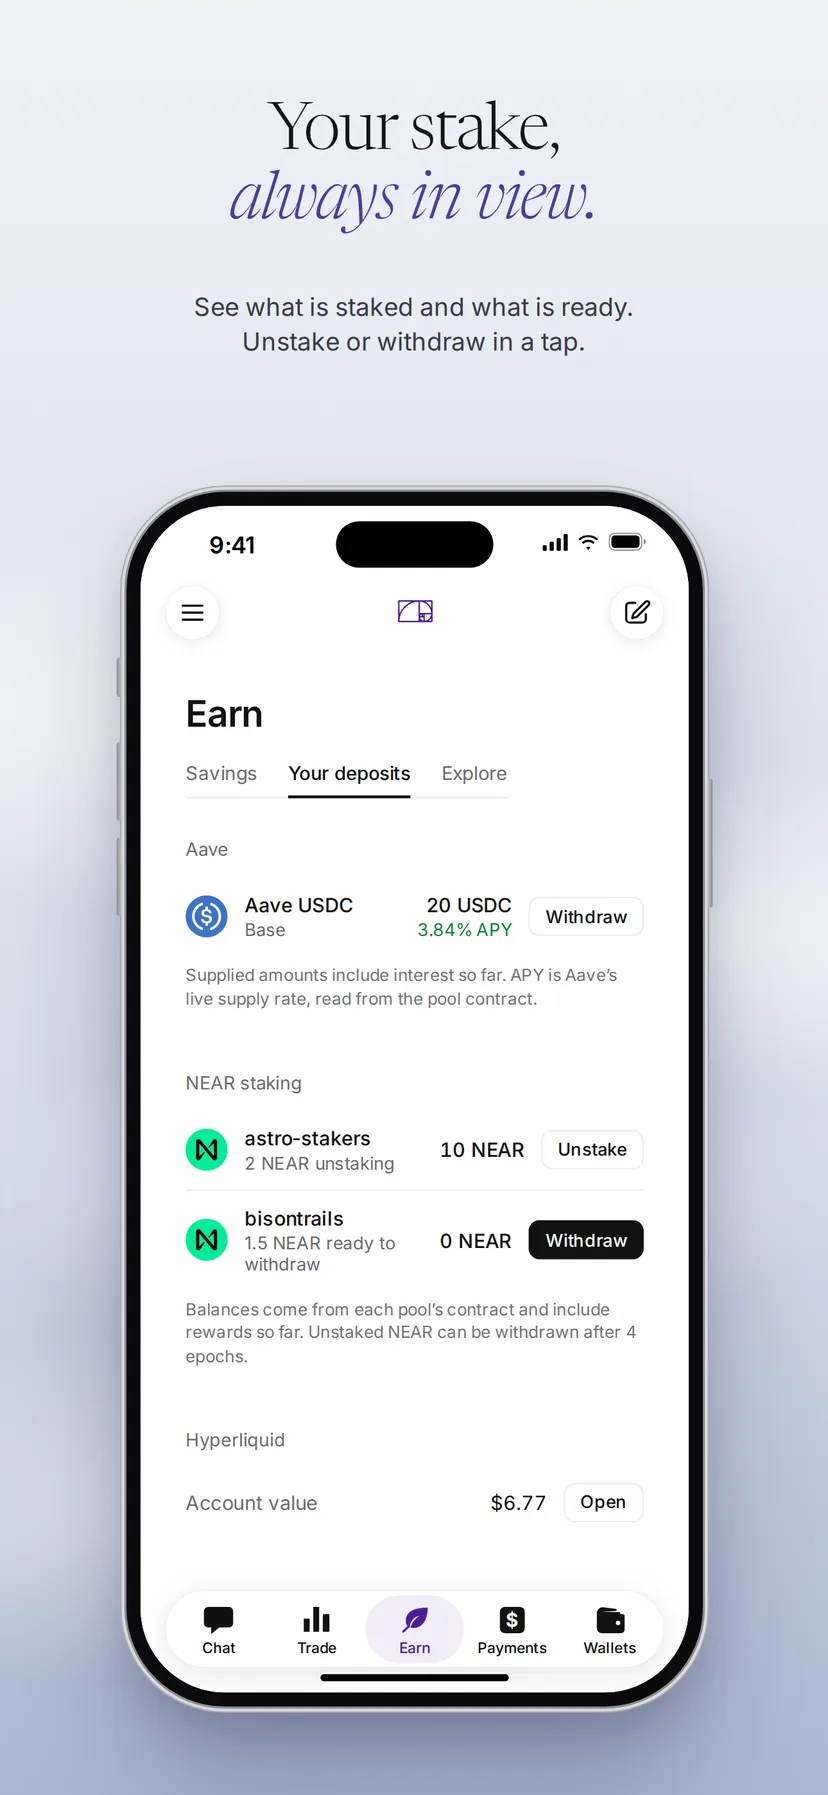 Your stake,
always in view.
See what is staked and what is ready.
Unstake or withdraw in a tap.
9:41
Earn
Savings Your deposits Explore
Aave
Aave USDC 20 USDC Withdraw
Base 3.84% APY
Supplied amounts include interest so far. APY is Aave’s
live supply rate, read from the pool contract.
NEAR staking
astro-stakers 10 NEAR Unstake
2 NEAR unstaking
bisontrails 0 NEAR Withdraw
1.5 NEAR ready to
withdraw
Balances come from each pool’s contract and include
rewards so far. Unstaked NEAR can be withdrawn after 4
epochs.
Hyperliquid
Account value $6.77 Open
Chat Trade Earn Payments Wallets